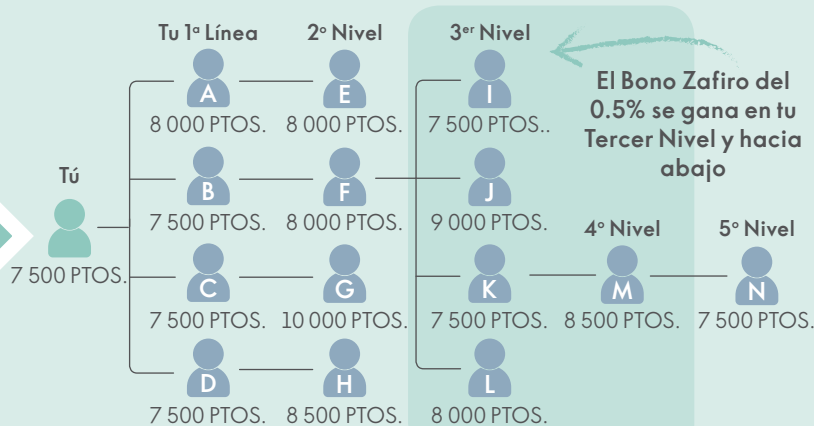 Tu 1ª Línea 2º Nivel 3er Nivel
A E I
8 000 PTOS. 8 000 PTOS. 7 500 PTOS..
El Bono Zafiro del
0.5% se gana en tu
Tercer Nivel y hacia
abajo
Tú
7 500 PTOS.
B F J
7 500 PTOS. 8 000 PTOS. 9 000 PTOS.
4º Nivel 5º Nivel
C G K M N
7 500 PTOS. 10 000 PTOS. 7 500 PTOS. 8 500 PTOS. 7 500 PTOS.
D H L
7 500 PTOS. 8 500 PTOS. 8 000 PTOS.